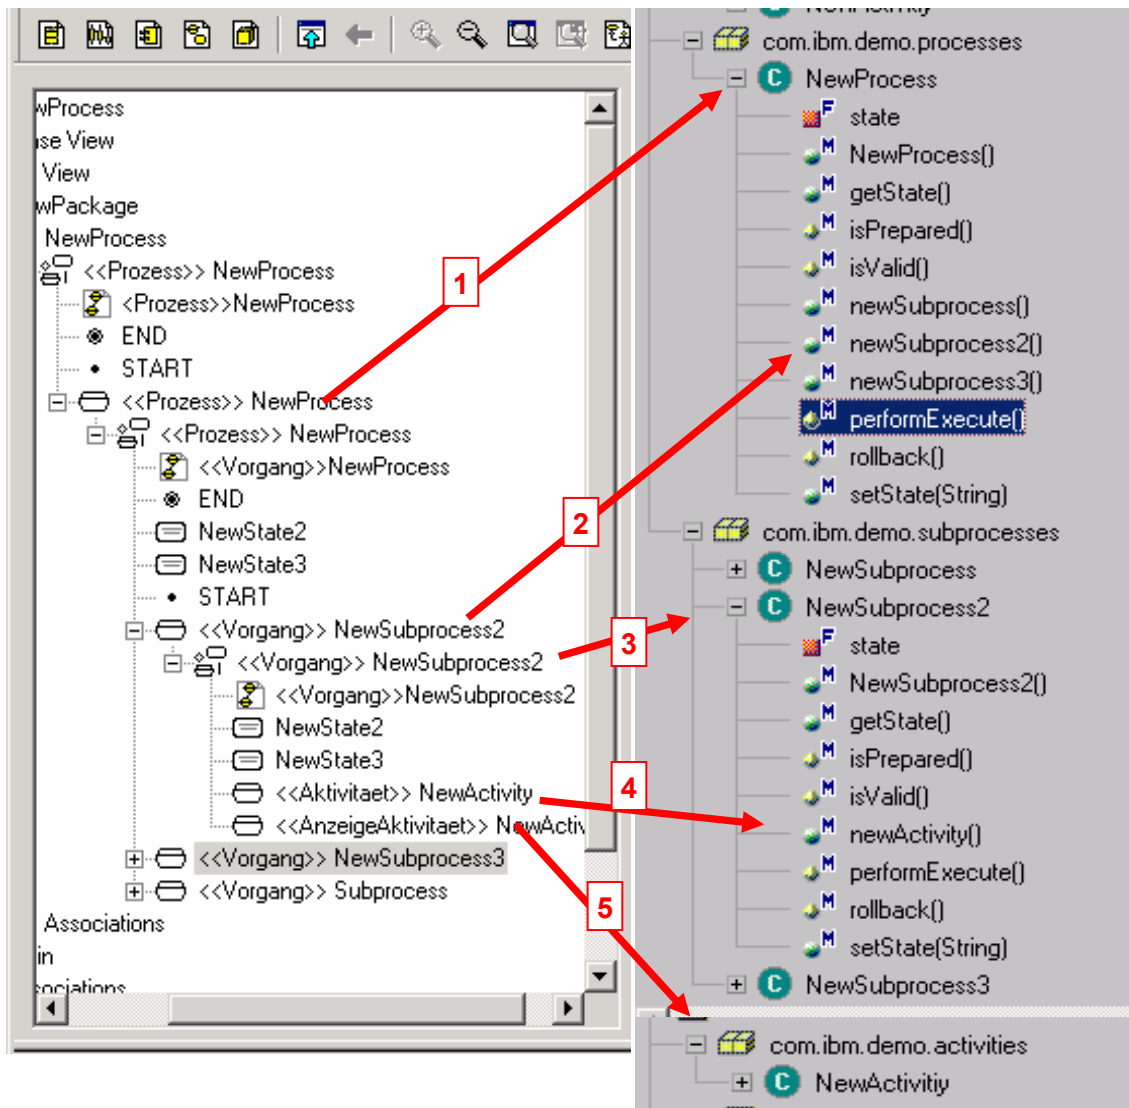 wProcess
se View
View
wPackage
NewProcess
<<Prozess>> NewProcess
<Prozess>>NewProcess
END
START
<<Prozess>> NewProcess
<<Prozess>> NewProcess
<<Vorgang>>NewProcess
END
NewState2
NewState3
START
<<Vorgang>> NewSubprocess2
<<Vorgang>> NewSubprocess2
<<Vorgang>>NewSubprocess2
NewState2
NewState3
<<Aktivitaet>> NewActivity
<<AnzeigeAktivitaet>> NewActiv
<<Vorgang>> NewSubprocess3
<<Vorgang>> Subprocess
Associations
in
sociations
1
2
3
4
5
com.ibm.demo.processes
C NewProcess
F state
M NewProcess()
M getState()
M isPrepared()
M isValid()
M newSubprocess()
M newSubprocess2()
M newSubprocess3()
M performExecute()
M rollback()
M setState(String)
com.ibm.demo.subprocesses
C NewSubprocess
C NewSubprocess2
F state
M NewSubprocess2()
M getState()
M isPrepared()
M isValid()
M newActivity()
M performExecute()
M rollback()
M setState(String)
C NewSubprocess3
com.ibm.demo.activities
C NewActivitiy